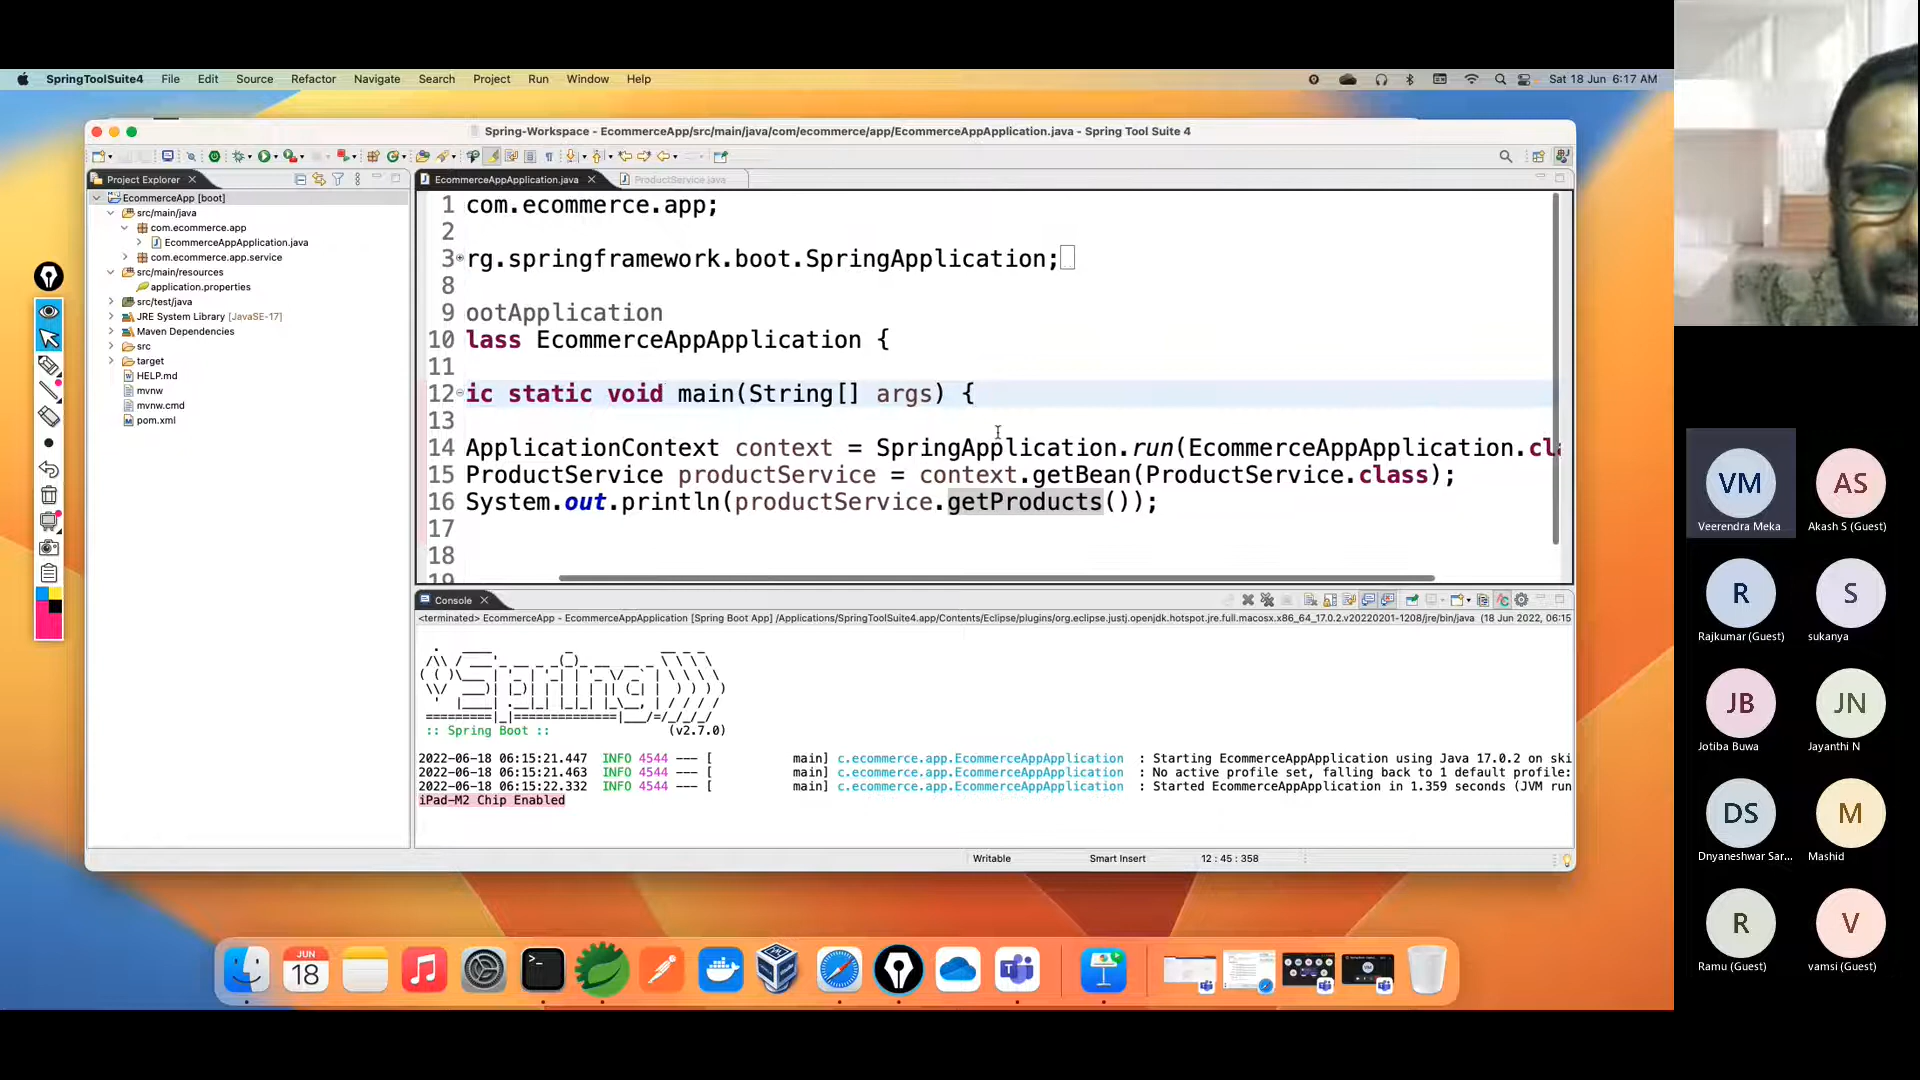 SpringToolSuite4 File Edit Source Refactor Navigate Search Project Run Window Help Sat 18 Jun 6:17 AM
Spring-Workspace - EcommerceApp/src/main/java/com/ecommerce/app/EcommerceAppApplication.java - Spring Tool Suite 4
Project Explorer
EcommerceApp [boot]
src/main/java
com.ecommerce.app
EcommerceAppApplication.java
com.ecommerce.app.service
src/main/resources
application.properties
src/test/java
JRE System Library [JavaSE-17]
Maven Dependencies
src
target
HELP.md
mvnw
mvnw.cmd
pom.xml
EcommerceAppApplication.java ProductService.java
1 com.ecommerce.app;
2
3 rg.springframework.boot.SpringApplication;
8
9 ootApplication
10 lass EcommerceAppApplication {
11
12 ic static void main(String[] args) {
13
14 ApplicationContext context = SpringApplication.run(EcommerceAppApplication.cl
15 ProductService productService = context.getBean(ProductService.class);
16 System.out.println(productService.getProducts());
17
18
19
Console
<terminated> EcommerceApp - EcommerceAppApplication [Spring Boot App] /Applications/SpringToolSuite4.app/Contents/Eclipse/plugins/org.eclipse.justj.openjdk.hotspot.jre.full.macosx.x86_64_17.0.2.v20220201-1208/jre/bin/java (18 Jun 2022, 06:15
:: Spring Boot :: (v2.7.0)
2022-06-18 06:15:21.447 INFO 4544 --- [ main] c.ecommerce.app.EcommerceAppApplication : Starting EcommerceAppApplication using Java 17.0.2 on ski
2022-06-18 06:15:21.463 INFO 4544 --- [ main] c.ecommerce.app.EcommerceAppApplication : No active profile set, falling back to 1 default profile:
2022-06-18 06:15:22.332 INFO 4544 --- [ main] c.ecommerce.app.EcommerceAppApplication : Started EcommerceAppApplication in 1.359 seconds (JVM run
iPad-M2 Chip Enabled
Writable Smart Insert 12 : 45 : 358
JUN
18
VM AS
Veerendra Meka Akash S (Guest)
R S
Rajkumar (Guest) sukanya
JB JN
Jotiba Buwa Jayanthi N
DS M
Dnyaneshwar Sar... Mashid
R V
Ramu (Guest) vamsi (Guest)